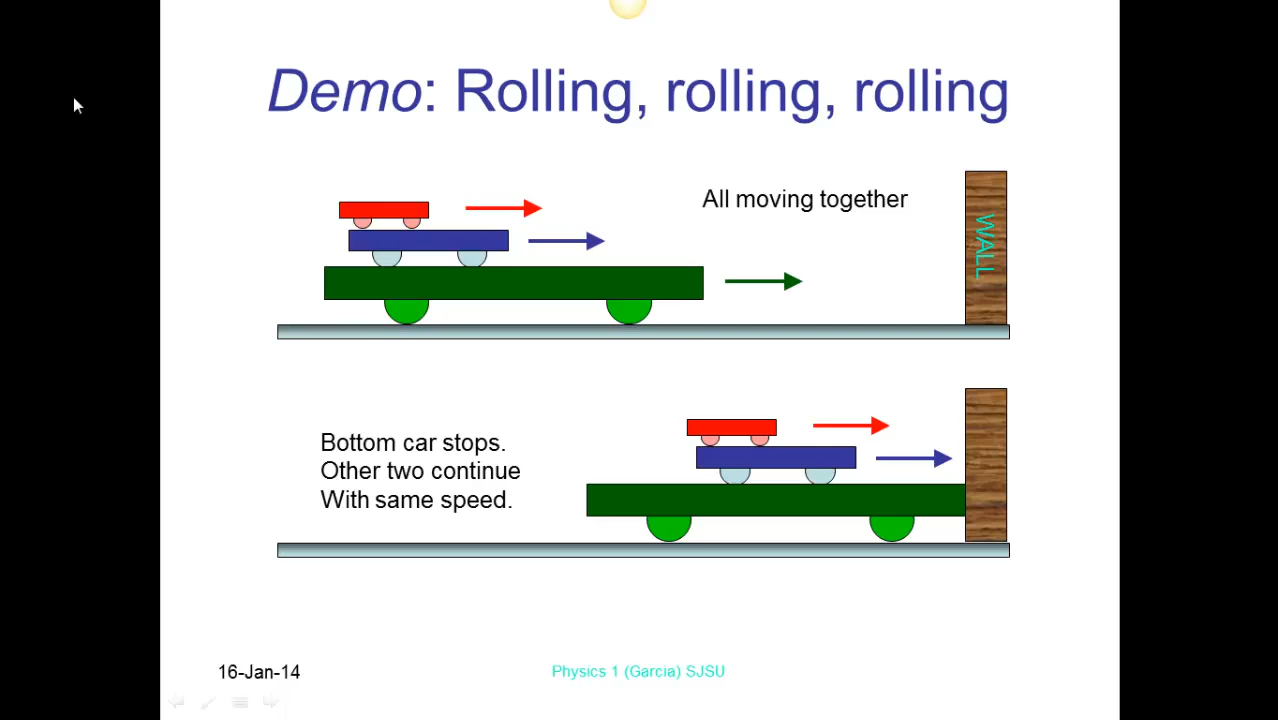 Demo: Rolling, rolling, rolling
All moving together
WALL
Bottom car stops.
Other two continue
With same speed.
16-Jan-14
Physics 1 (Garcia) SJSU